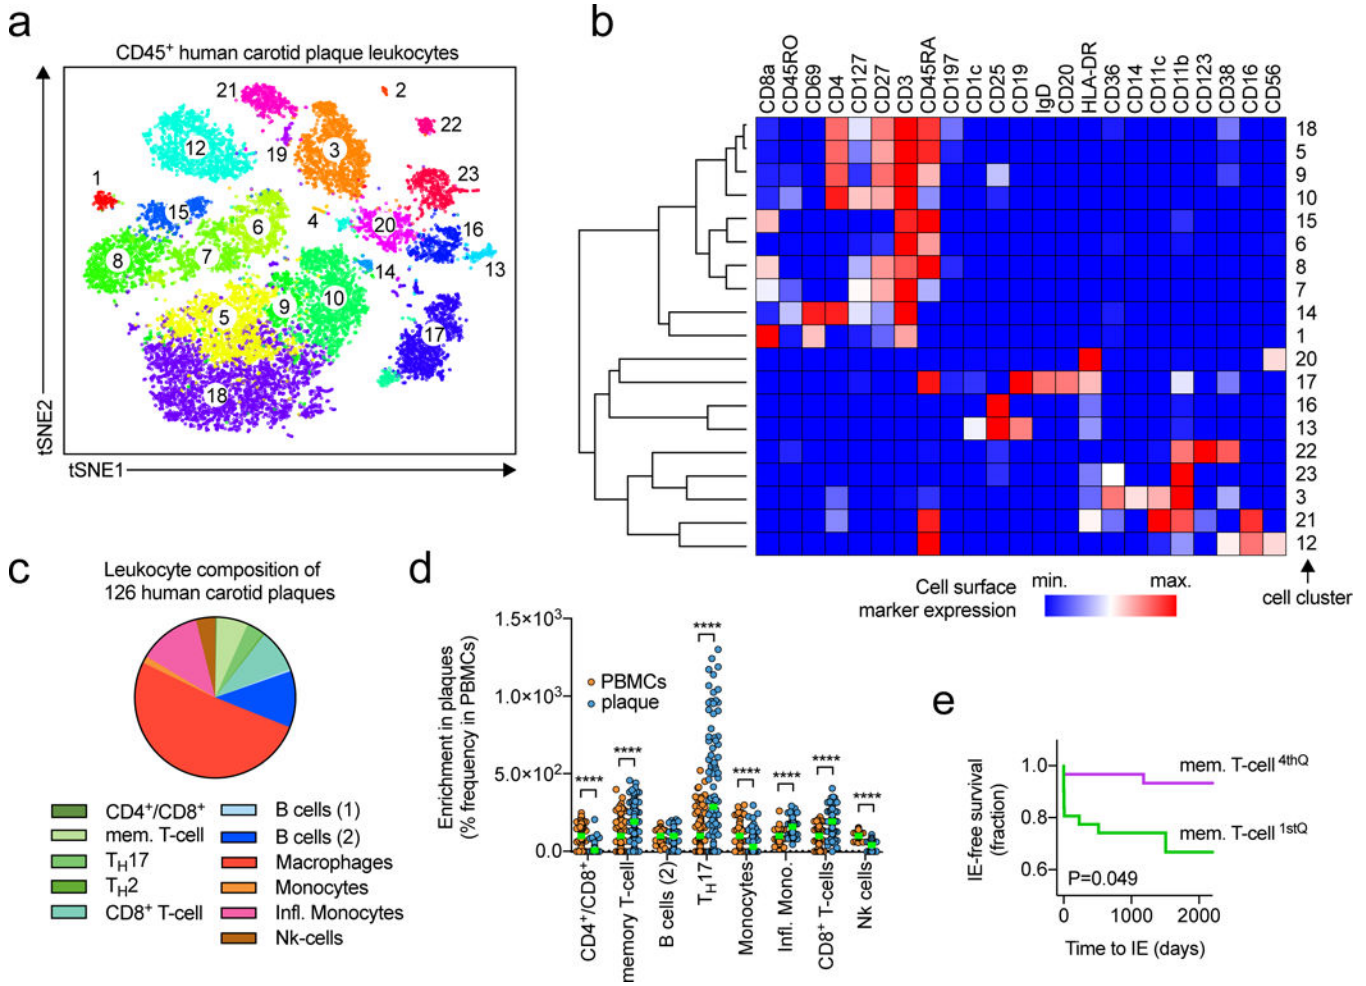 a
CD45⁺ human carotid plaque leukocytes
21
2
22
12
19
3
23
1
15
6
4
20
16
8
7
14
13
9
10
5
17
18
tSNE2
tSNE1
b
CD8a
CD45RO
CD69
CD4
CD127
CD27
CD3
CD45RA
CD197
CD1c
CD25
CD19
IgD
CD20
HLA-DR
CD36
CD14
CD11c
CD11b
CD123
CD38
CD16
CD56
18
5
9
10
15
6
8
7
14
1
20
17
16
13
22
23
3
21
12
Cell surface
marker expression
min.
max.
cell cluster
c
Leukocyte composition of
126 human carotid plaques
CD4⁺/CD8⁺
mem. T-cell
TH17
TH2
CD8⁺ T-cell
B cells (1)
B cells (2)
Macrophages
Monocytes
Infl. Monocytes
Nk-cells
d
Enrichment in plaques
(% frequency in PBMCs)
1.5×10³
1.0×10³
5.0×10²
0.0
PBMCs
plaque
****
****
****
****
****
****
****
CD4⁺/CD8⁺
memory T-cell
B cells (2)
TH17
Monocytes
Infl. Mono.
CD8⁺ T-cells
Nk cells
e
IE-free survival
(fraction)
1.0
0.8
0.6
mem. T-cell 4thQ
mem. T-cell 1stQ
P=0.049
0
1000
2000
Time to IE (days)